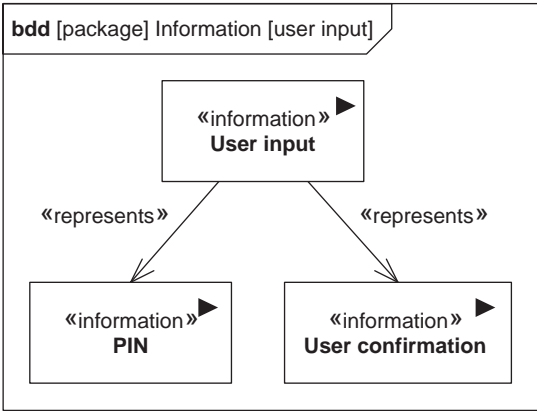 bdd [package] Information [user input]
«information»
User input
«represents» «represents»
«information»
PIN
«information»
User confirmation